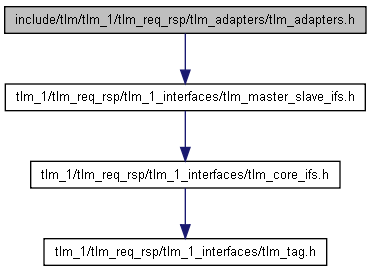 include/tlm/tlm_1/tlm_req_rsp/tlm_adapters/tlm_adapters.h
tlm_1/tlm_req_rsp/tlm_1_interfaces/tlm_master_slave_ifs.h
tlm_1/tlm_req_rsp/tlm_1_interfaces/tlm_core_ifs.h
tlm_1/tlm_req_rsp/tlm_1_interfaces/tlm_tag.h